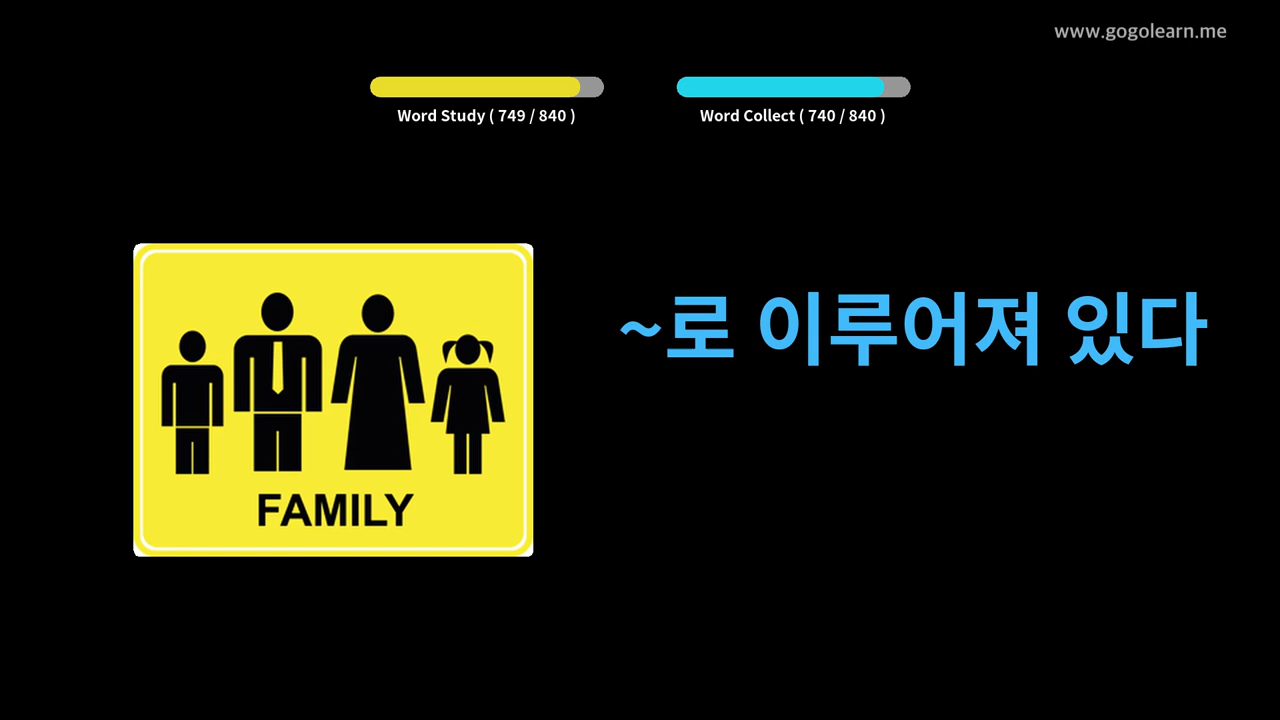 www.gogolearn.me
Word Study ( 749 / 840 )
Word Collect ( 740 / 840 )
~로 이루어져 있다
FAMILY